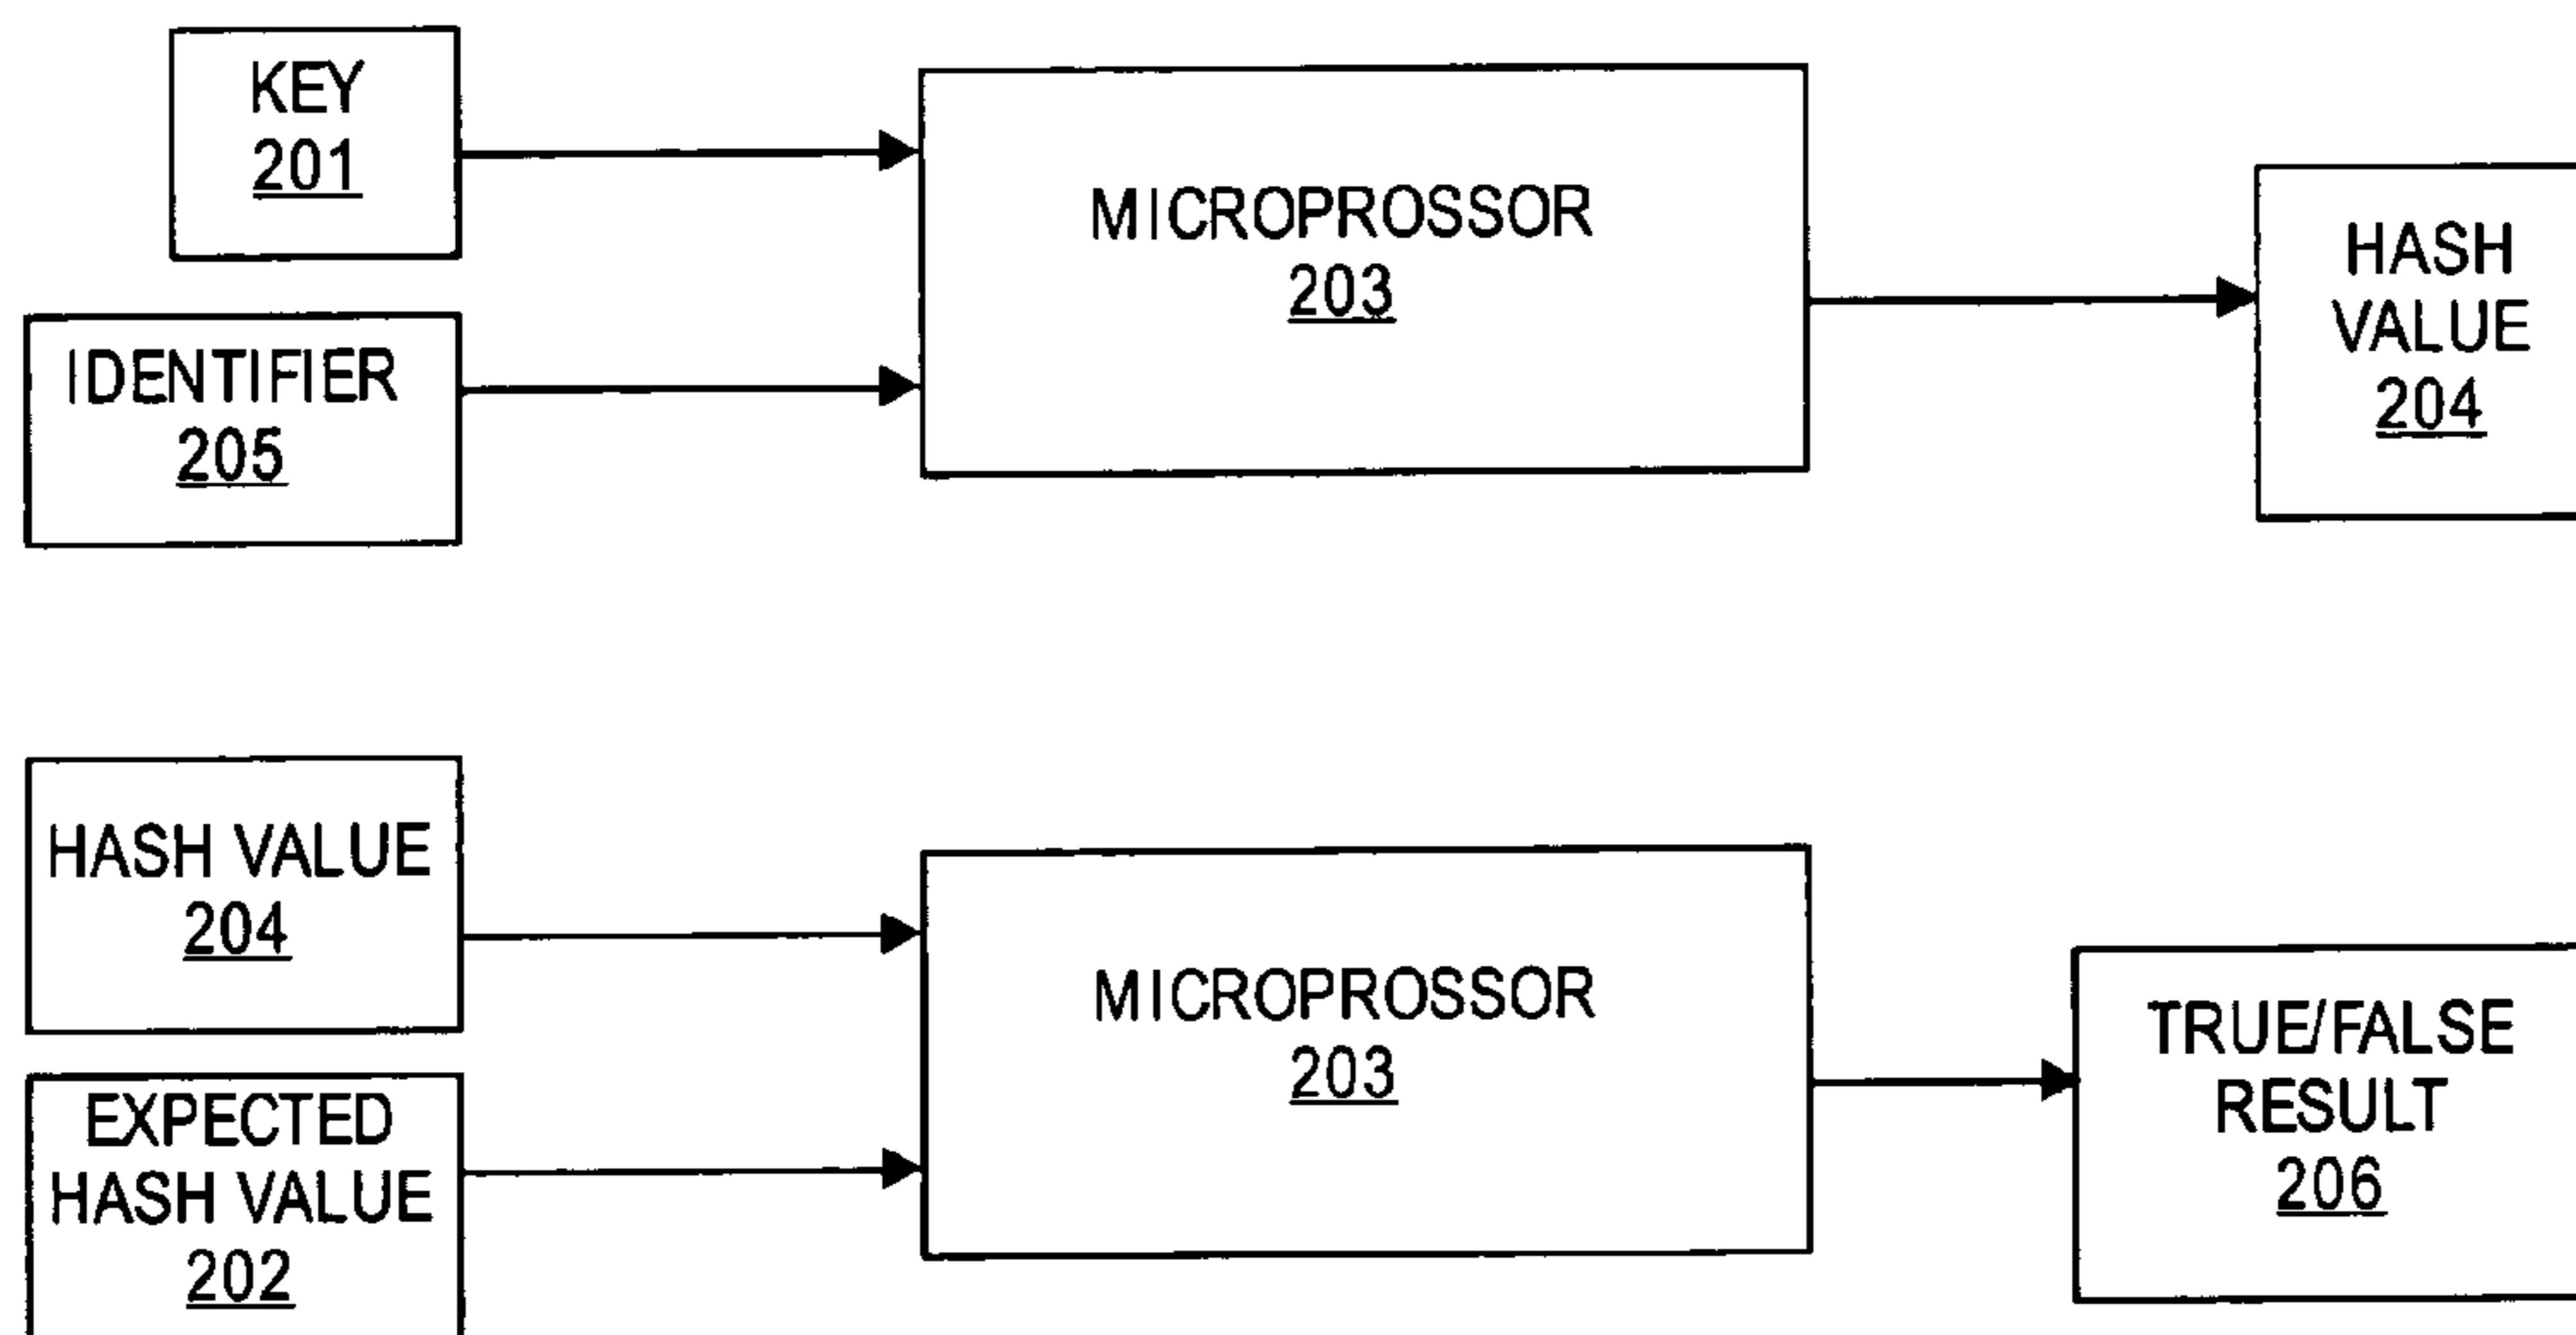 KEY
201
IDENTIFIER
205
MICROPROSSOR
203
HASH
VALUE
204
HASH VALUE
204
EXPECTED
HASH VALUE
202
MICROPROSSOR
203
TRUE/FALSE
RESULT
206